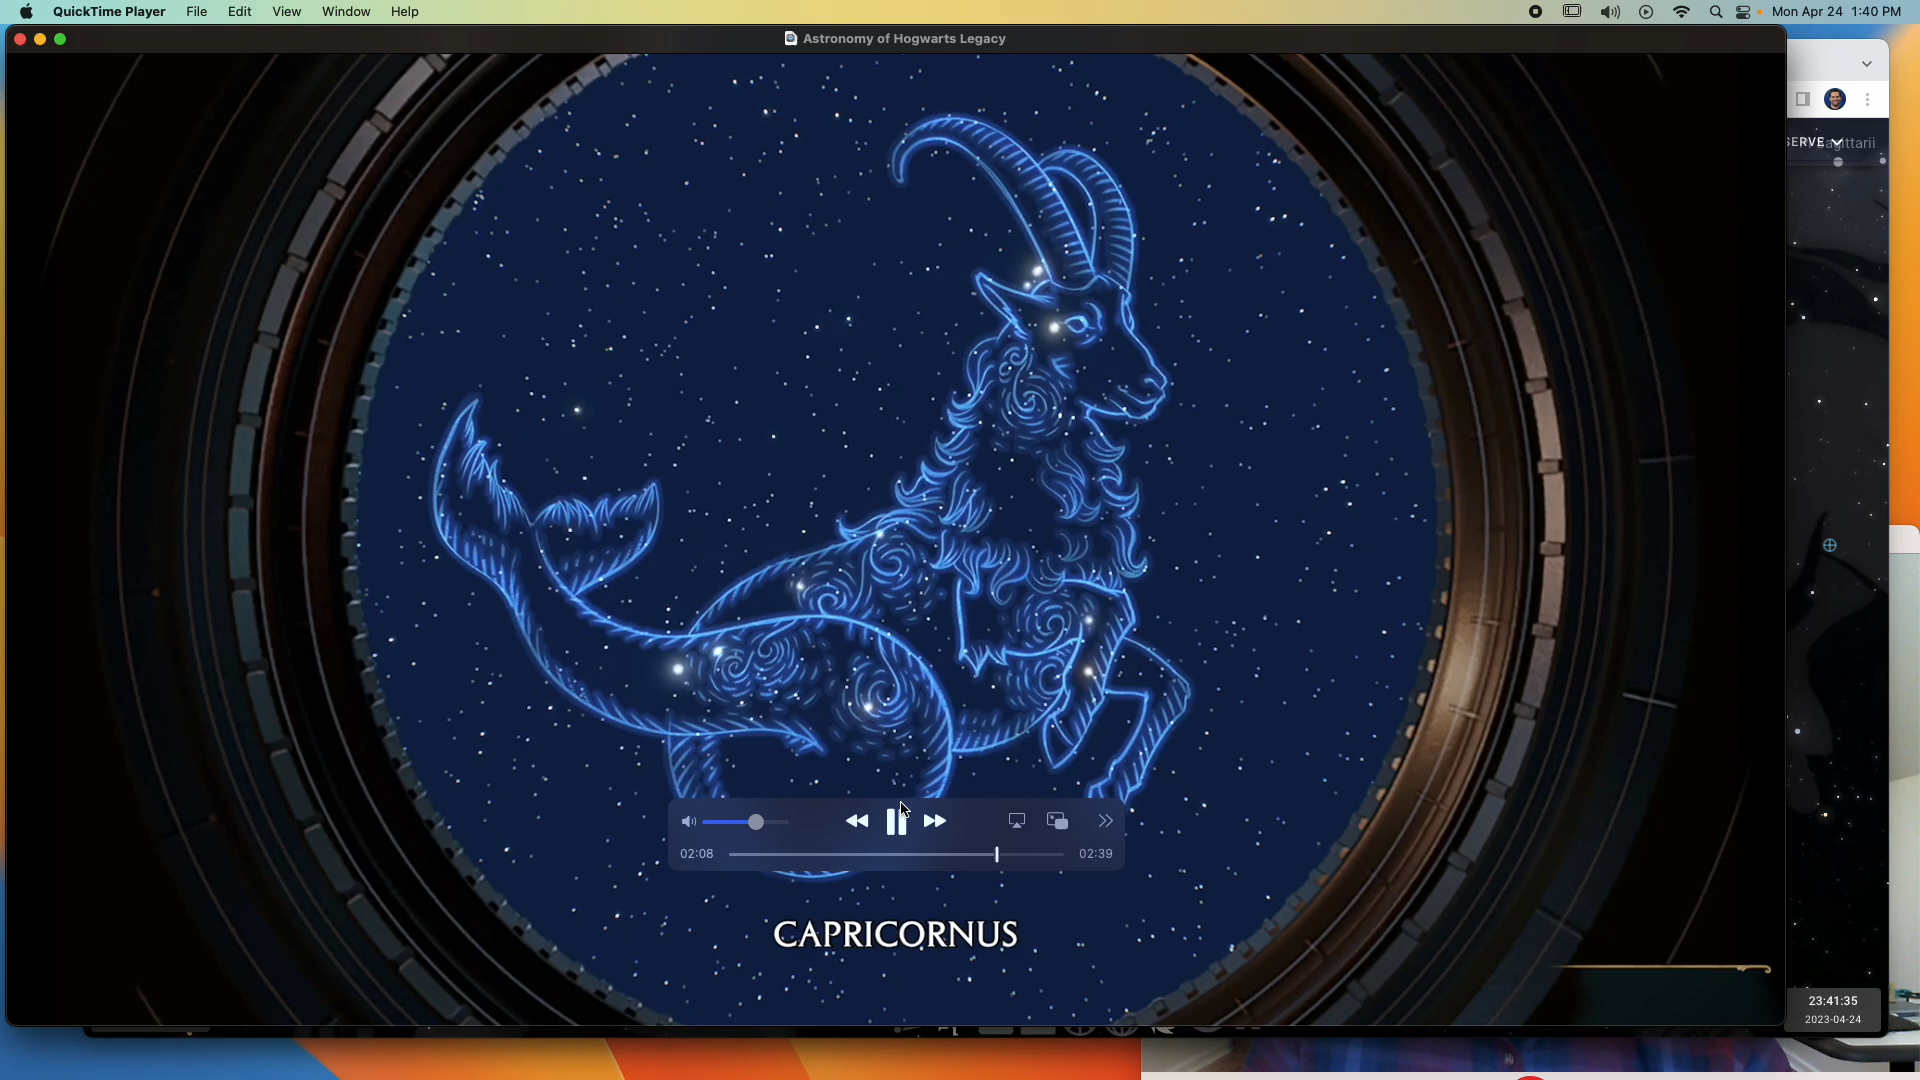 QuickTime Player File Edit View Window Help Mon Apr 24 1:40 PM
Astronomy of Hogwarts Legacy
SERVE
02:08 02:39
CAPRICORNUS
23:41:35
2023-04-24